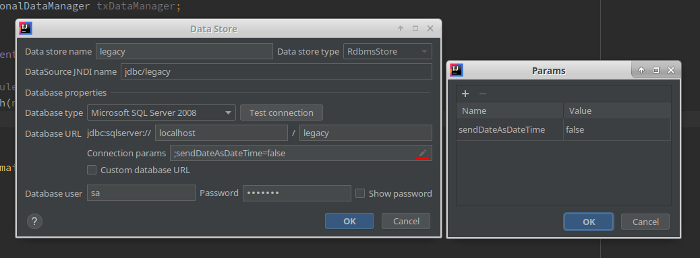 onalDataManager txDataManager;
Data Store
Data store name legacy Data store type RdbmsStore
DataSource JNDI name jdbc/legacy
Database properties
Database type Microsoft SQL Server 2008 Test connection
Database URL jdbc:sqlserver:// localhost / legacy
Connection params ;sendDateAsDateTime=false
Custom database URL
Database user sa Password ••••••• Show password
? OK Cancel
Params
+ −
Name Value
sendDateAsDateTime false
OK Cancel
ent
ule
h(r
mat